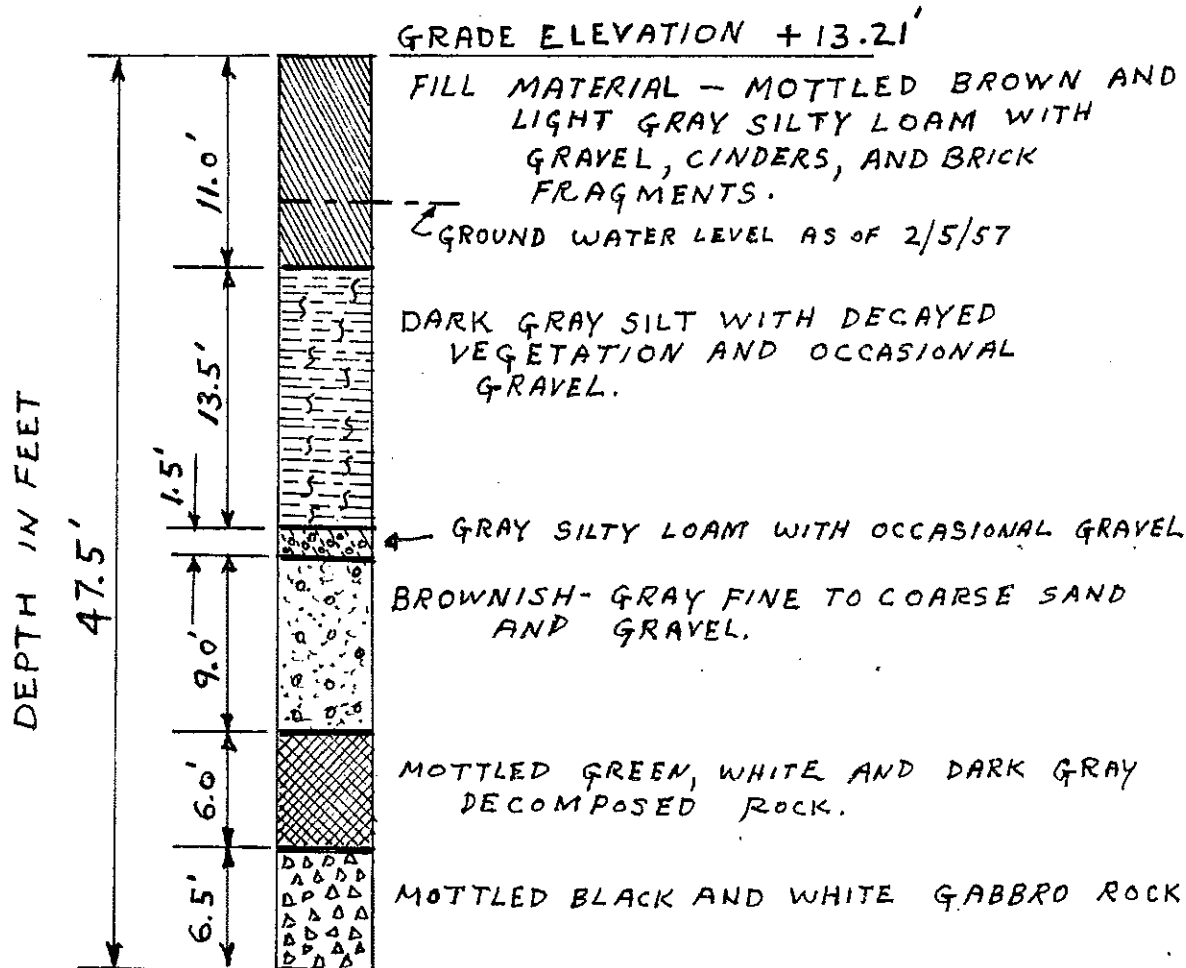 GRADE ELEVATION +13.21'
FILL MATERIAL — MOTTLED BROWN AND
LIGHT GRAY SILTY LOAM WITH
GRAVEL, CINDERS, AND BRICK
FRAGMENTS.
GROUND WATER LEVEL AS OF 2/5/57
11.0'
DARK GRAY SILT WITH DECAYED
VEGETATION AND OCCASIONAL
GRAVEL.
13.5'
1.5'
GRAY SILTY LOAM WITH OCCASIONAL GRAVEL
DEPTH IN FEET
47.5'
BROWNISH-GRAY FINE TO COARSE SAND
AND GRAVEL.
9.0'
MOTTLED GREEN, WHITE AND DARK GRAY
DECOMPOSED ROCK.
6.0'
MOTTLED BLACK AND WHITE GABBRO ROCK
6.5'